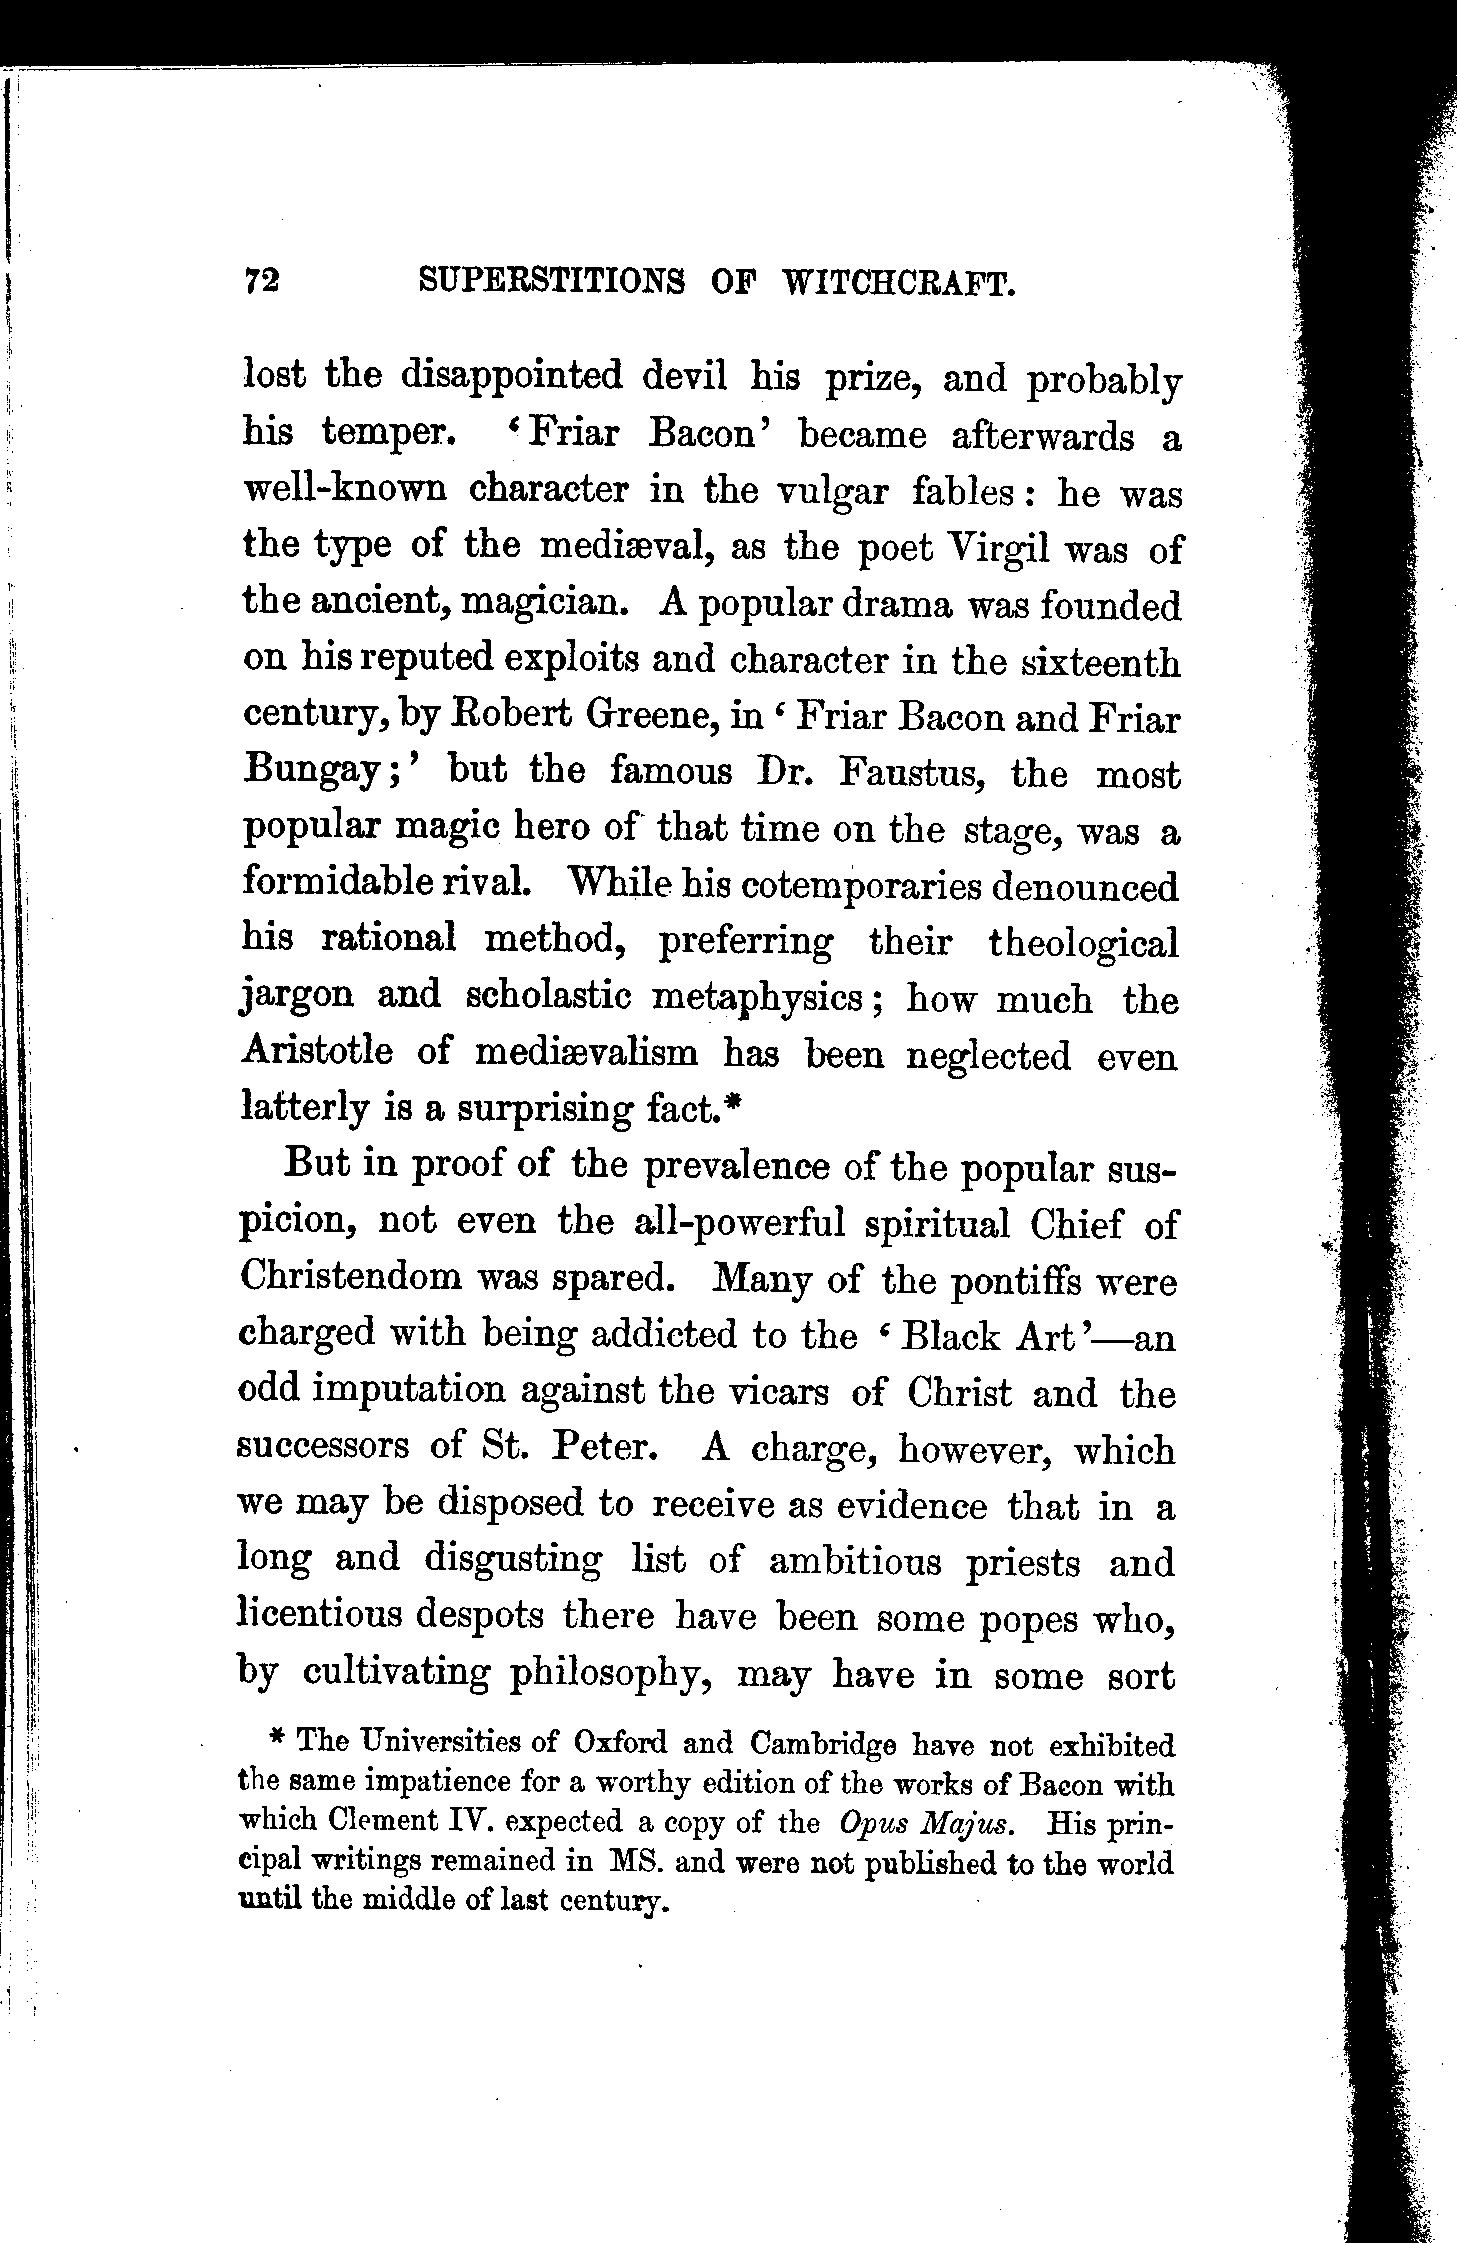 72 SUPERSTITIONS OF WITCHCRAFT.
lost the disappointed devil his prize, and probably
his temper. ‘Friar Bacon’ became afterwards a
well-known character in the vulgar fables: he was
the type of the mediæval, as the poet Virgil was of
the ancient, magician. A popular drama was founded
on his reputed exploits and character in the sixteenth
century, by Robert Greene, in ‘Friar Bacon and Friar
Bungay;’ but the famous Dr. Faustus, the most
popular magic hero of that time on the stage, was a
formidable rival. While his cotemporaries denounced
his rational method, preferring their theological
jargon and scholastic metaphysics; how much the
Aristotle of mediævalism has been neglected even
latterly is a surprising fact.*
But in proof of the prevalence of the popular sus-
picion, not even the all-powerful spiritual Chief of
Christendom was spared. Many of the pontiffs were
charged with being addicted to the ‘Black Art’—an
odd imputation against the vicars of Christ and the
successors of St. Peter. A charge, however, which
we may be disposed to receive as evidence that in a
long and disgusting list of ambitious priests and
licentious despots there have been some popes who,
by cultivating philosophy, may have in some sort
* The Universities of Oxford and Cambridge have not exhibited
the same impatience for a worthy edition of the works of Bacon with
which Clement IV. expected a copy of the Opus Majus. His prin-
cipal writings remained in MS. and were not published to the world
until the middle of last century.